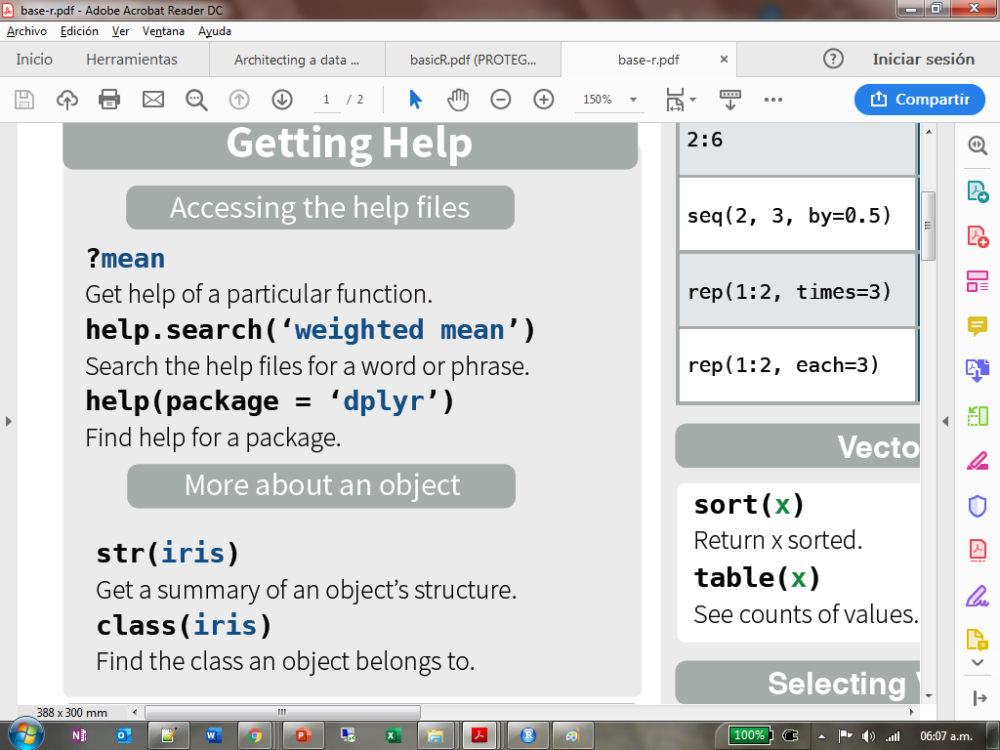 base-r.pdf - Adobe Acrobat Reader DC
Archivo Edición Ver Ventana Ayuda
Inicio Herramientas Architecting a data ... basicR.pdf (PROTEG... base-r.pdf × ? Iniciar sesión
1 / 2 150% Compartir
Getting Help
Accessing the help files
?mean
Get help of a particular function.
help.search(‘weighted mean’)
Search the help files for a word or phrase.
help(package = ‘dplyr’)
Find help for a package.
More about an object
str(iris)
Get a summary of an object’s structure.
class(iris)
Find the class an object belongs to.
2:6
seq(2, 3, by=0.5)
rep(1:2, times=3)
rep(1:2, each=3)
Vecto
sort(x)
Return x sorted.
table(x)
See counts of values.
Selecting
388 x 300 mm
100% 06:07 a.m.